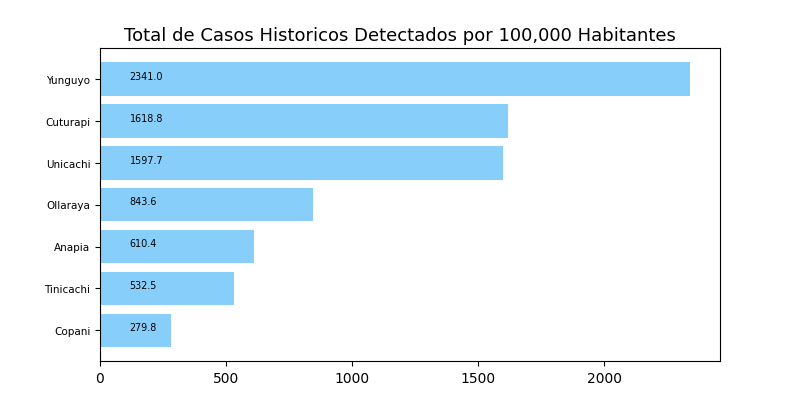 Total de Casos Historicos Detectados por 100,000 Habitantes
Yunguyo 2341.0
Cuturapi 1618.8
Unicachi 1597.7
Ollaraya 843.6
Anapia 610.4
Tinicachi 532.5
Copani 279.8
0 500 1000 1500 2000